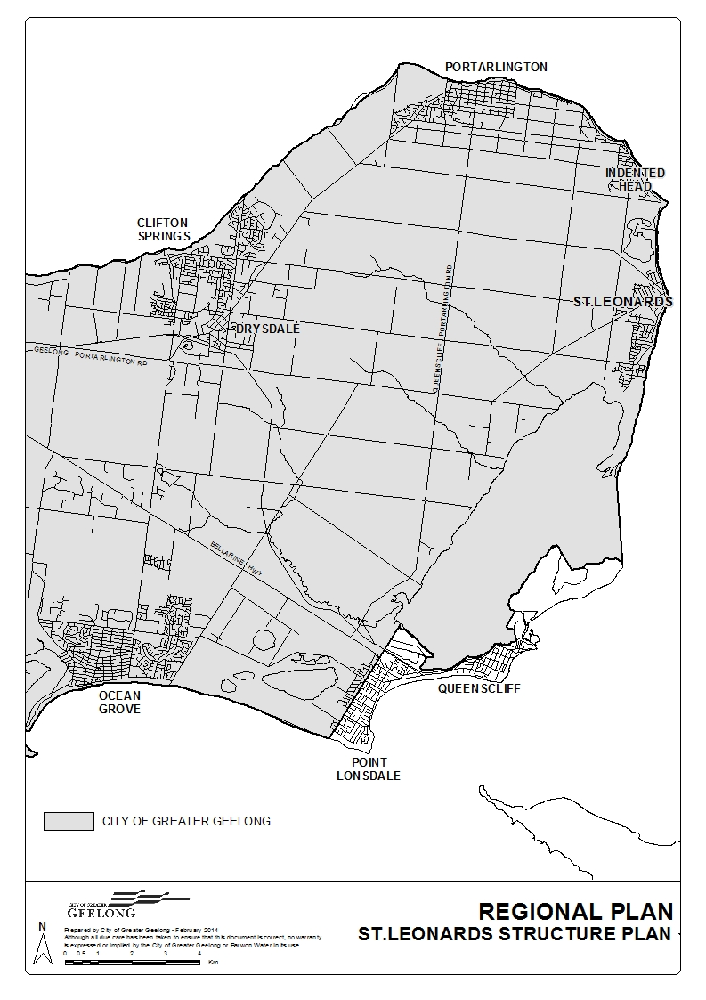 PORTARLINGTON
INDENTED
HEAD
CLIFTON
SPRINGS
ST.LEONARDS
DRYSDALE
GEELONG - PORTARLINGTON RD
QUEENSCLIFF - PORTARLINGTON RD
BELLARINE HWY
OCEAN
GROVE
QUEENSCLIFF
POINT
LONSDALE
CITY OF GREATER GEELONG
CITY OF GREATER
GEELONG
REGIONAL PLAN
ST.LEONARDS STRUCTURE PLAN
N
Prepared by City of Greater Geelong - February 2014
Although all due care has been taken to ensure that this document is correct, no warranty
is expressed or implied by the City of Greater Geelong or Barwon Water in its use.
0 0.5 1 2 3 4
Km